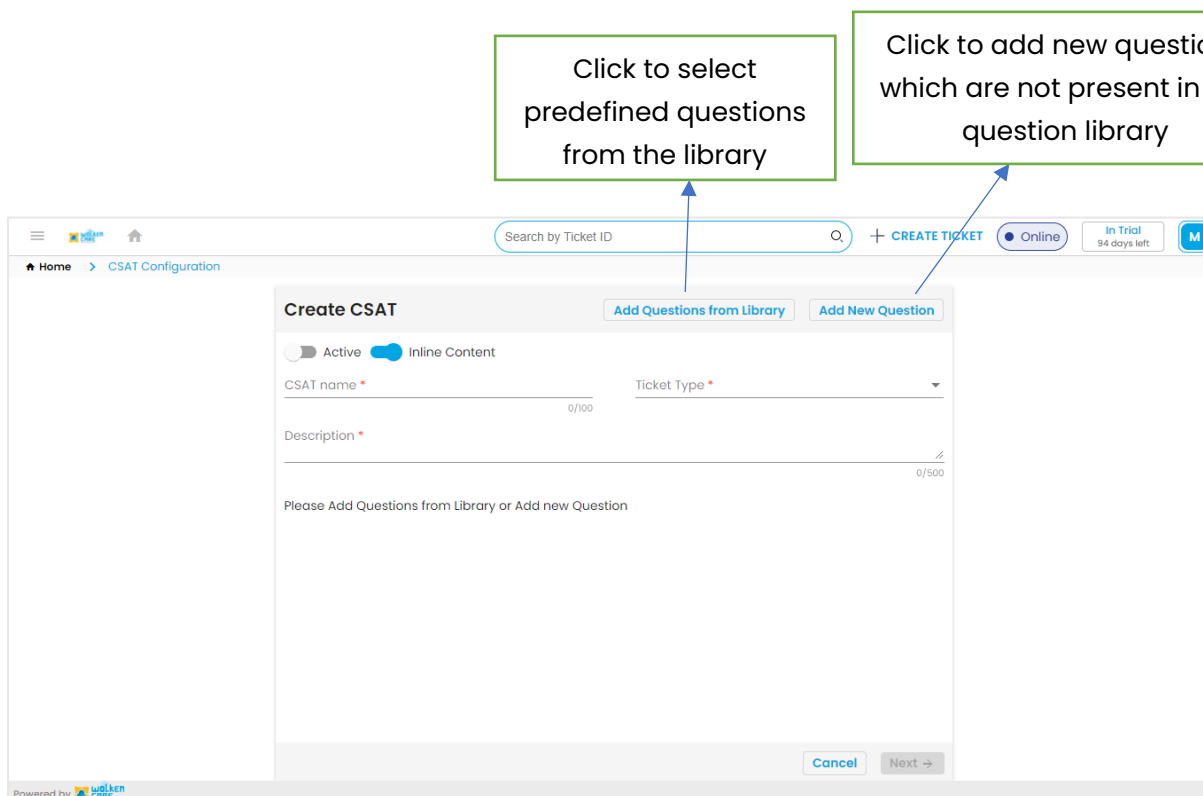 Click to select
predefined questions
from the library
Click to add new questio
which are not present in
question library
Search by Ticket ID
CREATE TICKET
Online
In Trial
94 days left
M
Home > CSAT Configuration
Create CSAT
Add Questions from Library
Add New Question
Active
Inline Content
CSAT name *
Ticket Type *
0/100
Description *
0/500
Please Add Questions from Library or Add new Question
Cancel
Next →
Powered by wolken